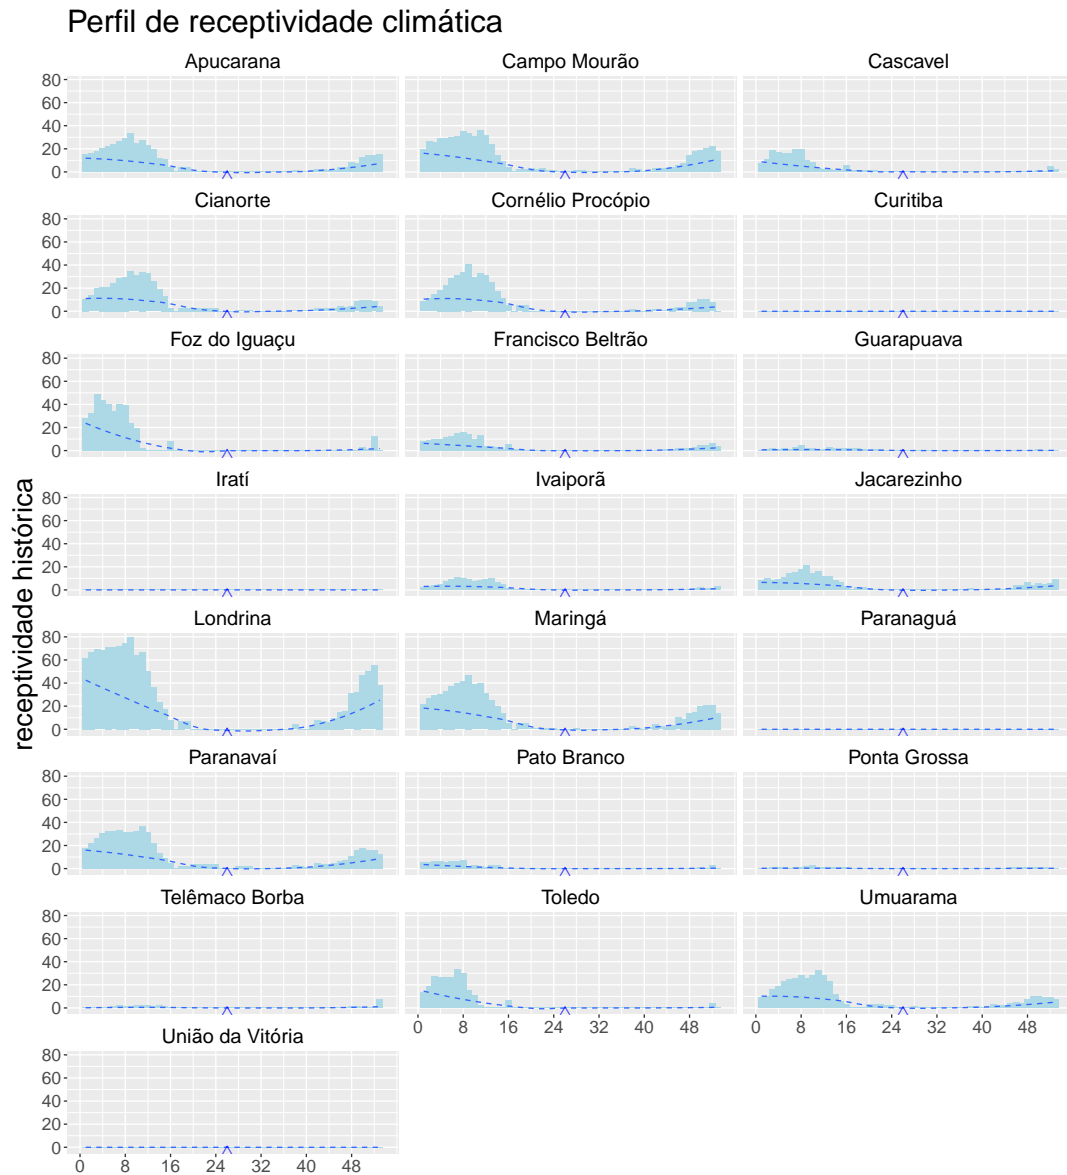 Perfil de receptividade climática
Apucarana
Campo Mourão
Cascavel
80
60
40
20
0
Cianorte
Cornélio Procópio
Curitiba
80
60
40
20
0
Foz do Iguaçu
Francisco Beltrão
Guarapuava
80
60
40
20
0
Iratí
Ivaiporã
Jacarezinho
80
60
40
20
0
receptividade histórica
Londrina
Maringá
Paranaguá
80
60
40
20
0
Paranavaí
Pato Branco
Ponta Grossa
80
60
40
20
0
Telêmaco Borba
Toledo
Umuarama
80
60
40
20
0
0 8 16 24 32 40 48
0 8 16 24 32 40 48
União da Vitória
80
60
40
20
0
0 8 16 24 32 40 48